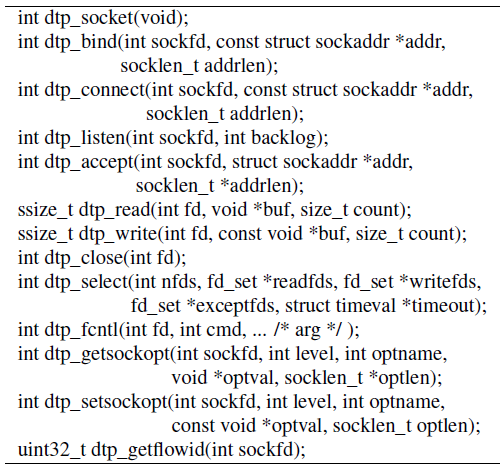 int dtp_socket(void);
int dtp_bind(int sockfd, const struct sockaddr *addr,
socklen_t addrlen);
int dtp_connect(int sockfd, const struct sockaddr *addr,
socklen_t addrlen);
int dtp_listen(int sockfd, int backlog);
int dtp_accept(int sockfd, struct sockaddr *addr,
socklen_t *addrlen);
ssize_t dtp_read(int fd, void *buf, size_t count);
ssize_t dtp_write(int fd, const void *buf, size_t count);
int dtp_close(int fd);
int dtp_select(int nfds, fd_set *readfds, fd_set *writefds,
fd_set *exceptfds, struct timeval *timeout);
int dtp_fcntl(int fd, int cmd, ... /* arg */ );
int dtp_getsockopt(int sockfd, int level, int optname,
void *optval, socklen_t *optlen);
int dtp_setsockopt(int sockfd, int level, int optname,
const void *optval, socklen_t optlen);
uint32_t dtp_getflowid(int sockfd);